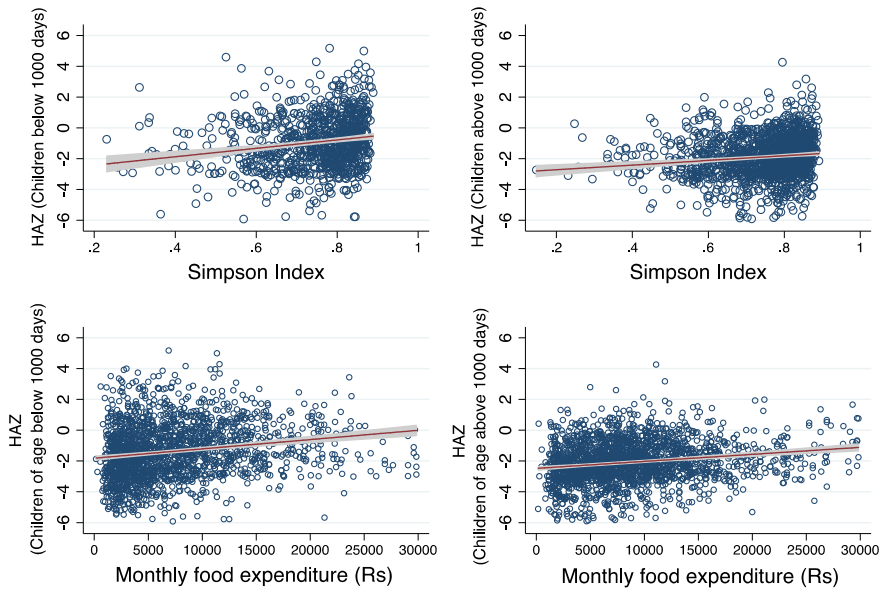 HAZ (Children below 1000 days)
6
4
2
0
-2
-4
-6
.2 .4 .6 .8 1
Simpson Index
HAZ (Children above 1000 days)
6
4
2
0
-2
-4
-6
.2 .4 .6 .8 1
Simpson Index
HAZ
(Children of age below 1000 days)
6
4
2
0
-2
-4
-6
0 5000 10000 15000 20000 25000 30000
Monthly food expenditure (Rs)
HAZ
(Chilidren of age above 1000 days)
6
4
2
0
-2
-4
-6
0 5000 10000 15000 20000 25000 30000
Monthly food expenditure (Rs)